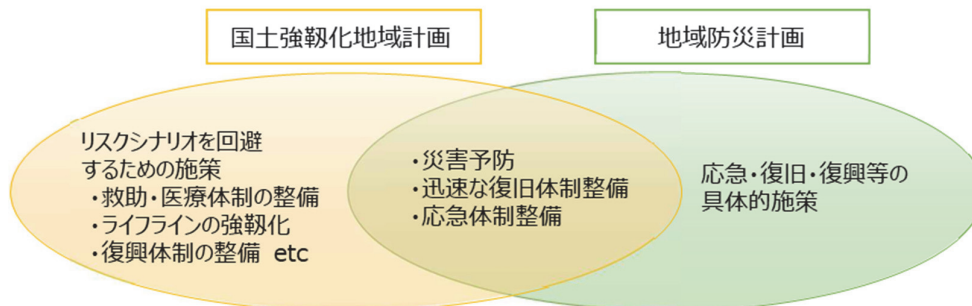 国土強靱化地域計画
地域防災計画
リスクシナリオを回避
するための施策
・救助・医療体制の整備
・ライフラインの強靱化
・復興体制の整備 etc
・災害予防
・迅速な復旧体制整備
・応急体制整備
応急・復旧・復興等の
具体的施策